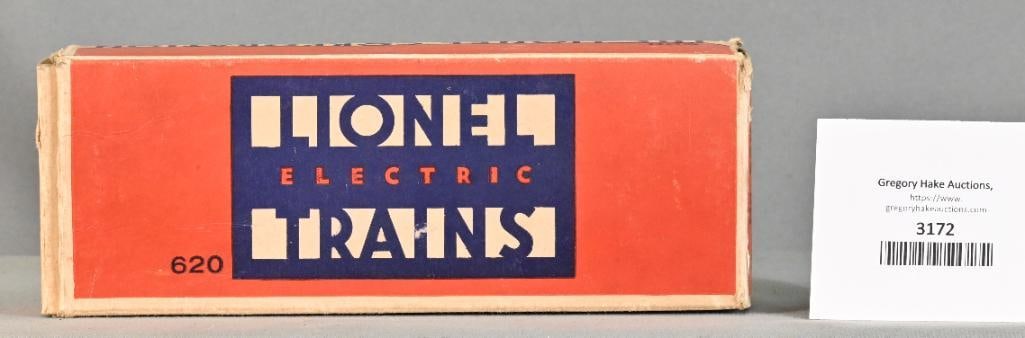 LIONEL
ELECTRIC
TRAINS
620
Gregory Hake Auctions,
https://www.
gregoryhakeauctions.com
3172